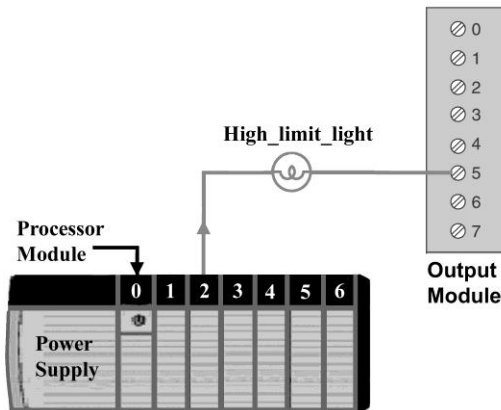 0
1
2
3
4
5
6
7
High_limit_light
Processor
Module
Output
Module
0 1 2 3 4 5 6
Power
Supply